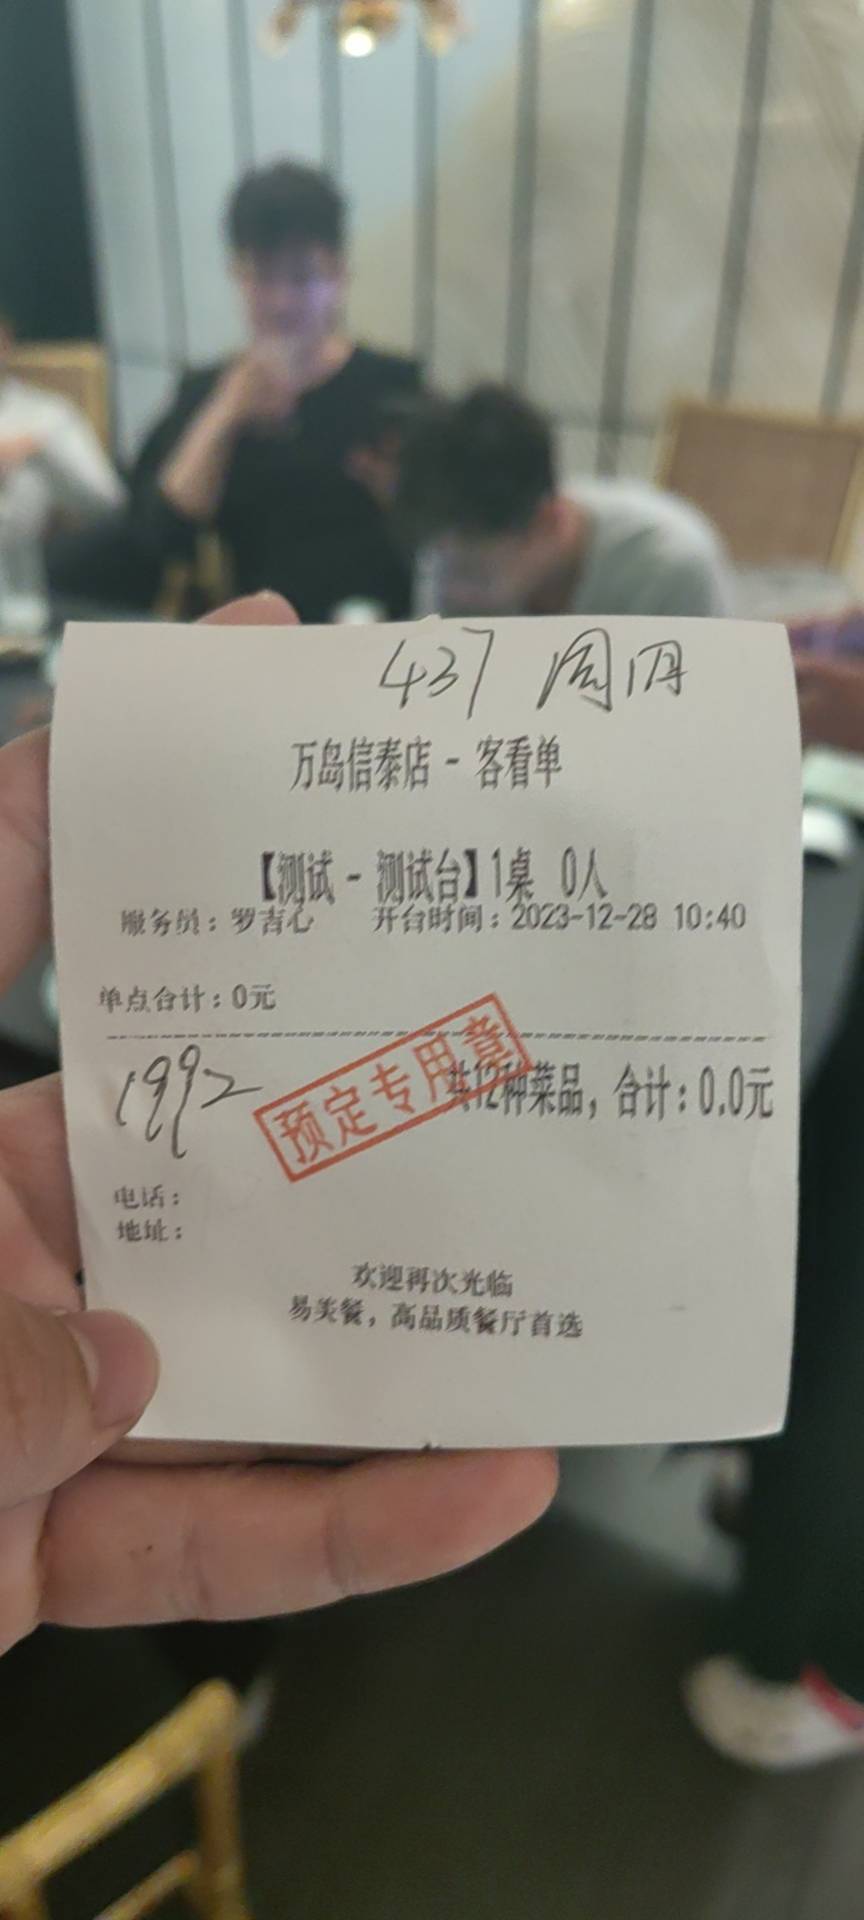 437 周
万岛信泰店 - 客看单
【测试 - 测试台】1桌 0人
服务员：罗吉心 开台时间：2023-12-28 10:40
单点合计：0元
1992
预定专用章
共12种菜品，合计：0.0元
电话：
地址：
欢迎再次光临
易美餐，高品质餐厅首选